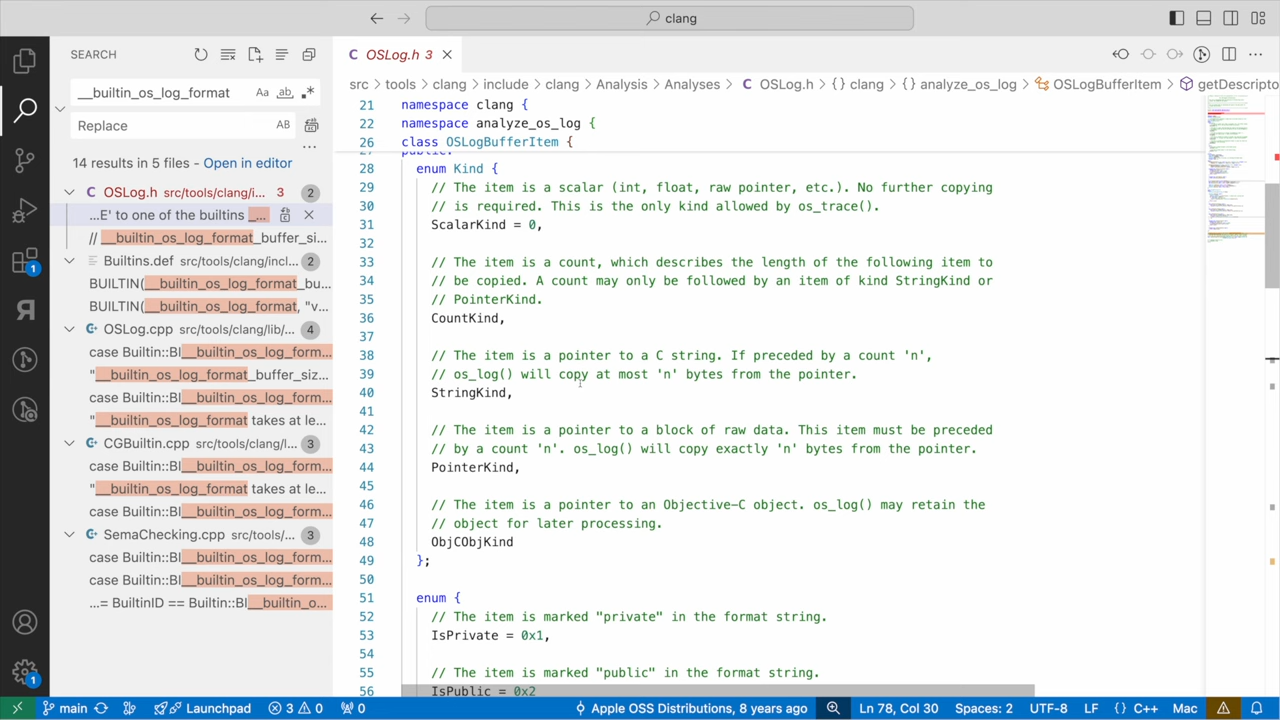 clang
SEARCH
OSLog.h 3
__builtin_os_log_format
Aa
ab
.*
src > tools > clang > include > clang > Analysis > Analyses > C OSLog.h > {} clang > {} analyze_os_log > OSLogBufferItem > getDescripto
AB
14 results in 5 files - Open in editor
OSLog.h src/tools/clang/... 3 2
E to one of the builtins
Builtins.def src/tools/clang/incl... 2
BUILTIN(__builtin_os_log_format_bu...
BUILTIN(__builtin_os_log_format, "v...
OSLog.cpp src/tools/clang/lib/... 4
case Builtin::BI__builtin_os_log_form...
"__builtin_os_log_format_buffer_siz...
case Builtin::BI__builtin_os_log_form...
"__builtin_os_log_format takes at le...
CGBuiltin.cpp src/tools/clang/l... 3
case Builtin::BI__builtin_os_log_form...
"__builtin_os_log_format takes at le...
case Builtin::BI__builtin_os_log_form...
SemaChecking.cpp src/tools/... 3
case Builtin::BI__builtin_os_log_form...
case Builtin::BI__builtin_os_log_form...
...= BuiltinID == Builtin::BI__builtin_o...
21 namespace clang {
22 namespace analyze_os_log {
26 class OSLogBufferItem {
27 public:
28 enum Kind {
29 // The item is a scalar (int, float, raw pointer, etc.). No further copying
30 // is required. This is the only kind allowed by os_trace().
31 ScalarKind = 0,
32
33 // The item is a count, which describes the length of the following item to
34 // be copied. A count may only be followed by an item of kind StringKind or
35 // PointerKind.
36 CountKind,
37
38 // The item is a pointer to a C string. If preceded by a count 'n',
39 // os_log() will copy at most 'n' bytes from the pointer.
40 StringKind,
41
42 // The item is a pointer to a block of raw data. This item must be preceded
43 // by a count 'n'. os_log() will copy exactly 'n' bytes from the pointer.
44 PointerKind,
45
46 // The item is a pointer to an Objective-C object. os_log() may retain the
47 // object for later processing.
48 ObjCObjKind
49 };
50
51 enum {
52 // The item is marked "private" in the format string.
53 IsPrivate = 0x1,
54
55 // The item is marked "public" in the format string.
56 IsPublic = 0x2
1
Я
1
main
Launchpad
3 0
0
Apple OSS Distributions, 8 years ago
Ln 78, Col 30
Spaces: 2
UTF-8
LF
{} C++
Mac